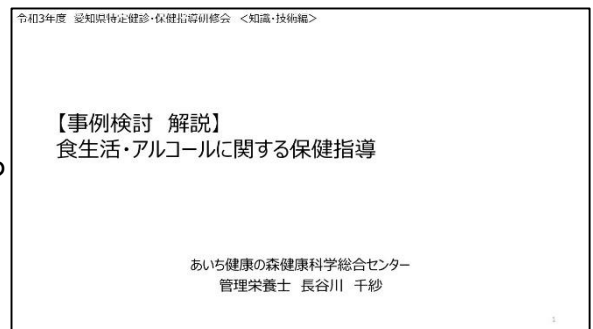 令和3年度 愛知県特定健診・保健指導研修会 <知識・技術編>
【事例検討 解説】
食生活・アルコールに関する保健指導
あいち健康の森健康科学総合センター
管理栄養士 長谷川 千紗
1